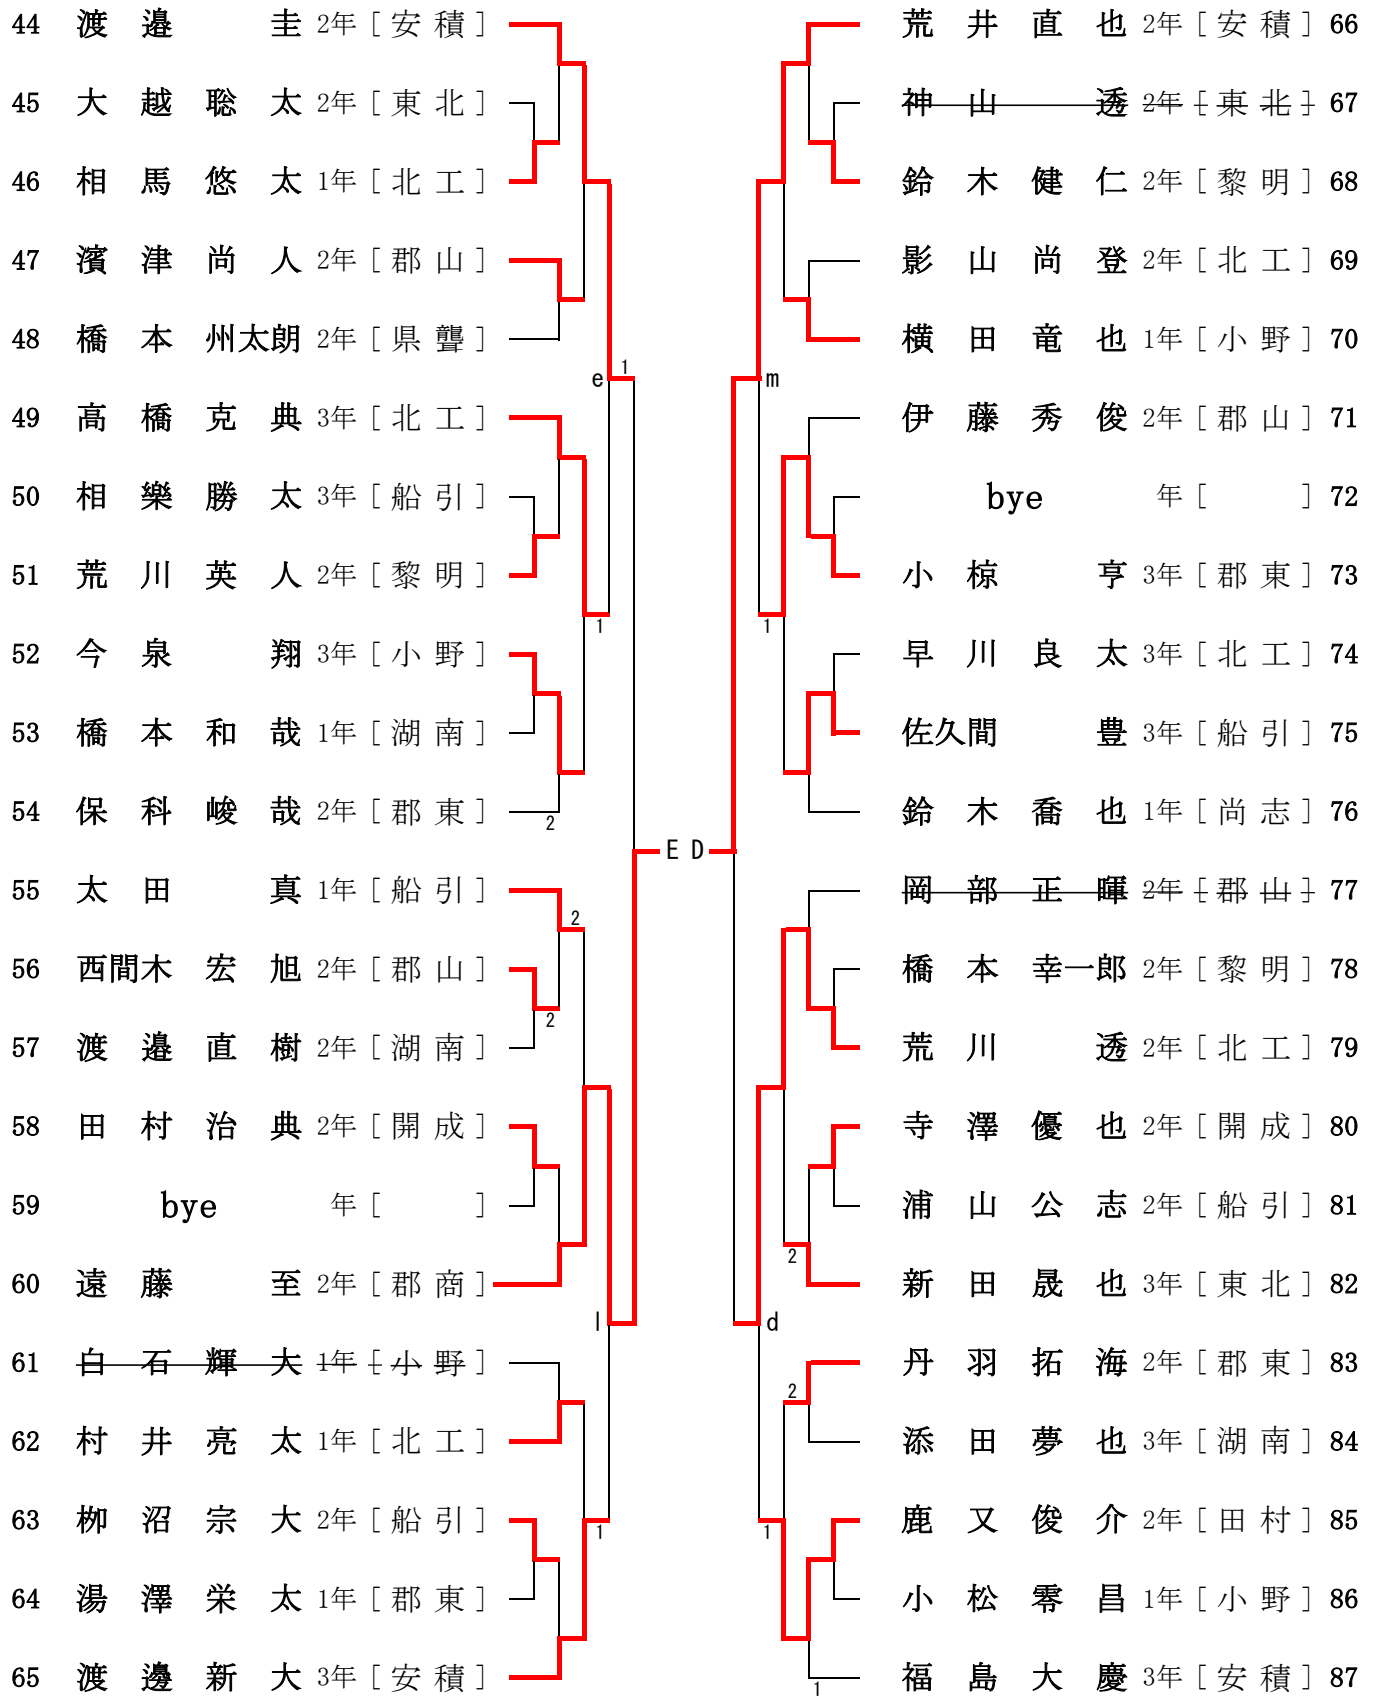 44 渡邉 圭 2年 [ 安積 ]
45 大越聡太 2年 [ 東北 ]
46 相馬悠太 1年 [ 北工 ]
47 濱津尚人 2年 [ 郡山 ]
48 橋本州太朗 2年 [ 県聾 ]
e 1
49 高橋克典 3年 [ 北工 ]
50 相樂勝太 3年 [ 船引 ]
51 荒川英人 2年 [ 黎明 ]
1
52 今泉 翔 3年 [ 小野 ]
53 橋本和哉 1年 [ 湖南 ]
54 保科峻哉 2年 [ 郡東 ]
2
E D
55 太田 真 1年 [ 船引 ]
2
56 西間木宏旭 2年 [ 郡山 ]
2
57 渡邉直樹 2年 [ 湖南 ]
58 田村治典 2年 [ 開成 ]
59 bye 年 [ ]
60 遠藤 至 2年 [ 郡商 ]
l
61 白石輝大 1年 [ 小野 ]
62 村井亮太 1年 [ 北工 ]
63 栁沼宗大 2年 [ 船引 ]
1
64 湯澤栄太 1年 [ 郡東 ]
65 渡邊新大 3年 [ 安積 ]
荒井直也 2年 [ 安積 ] 66
神山 透 2年 [ 東北 ] 67
鈴木健仁 2年 [ 黎明 ] 68
影山尚登 2年 [ 北工 ] 69
横田竜也 1年 [ 小野 ] 70
m
伊藤秀俊 2年 [ 郡山 ] 71
bye 年 [ ] 72
小椋 亨 3年 [ 郡東 ] 73
1
早川良太 3年 [ 北工 ] 74
佐久間 豊 3年 [ 船引 ] 75
鈴木喬也 1年 [ 尚志 ] 76
岡部正暉 2年 [ 郡山 ] 77
橋本幸一郎 2年 [ 黎明 ] 78
荒川 透 2年 [ 北工 ] 79
寺澤優也 2年 [ 開成 ] 80
浦山公志 2年 [ 船引 ] 81
2
新田晟也 3年 [ 東北 ] 82
d
丹羽拓海 2年 [ 郡東 ] 83
2
添田夢也 3年 [ 湖南 ] 84
鹿又俊介 2年 [ 田村 ] 85
1
小松零昌 1年 [ 小野 ] 86
福島大慶 3年 [ 安積 ] 87
1